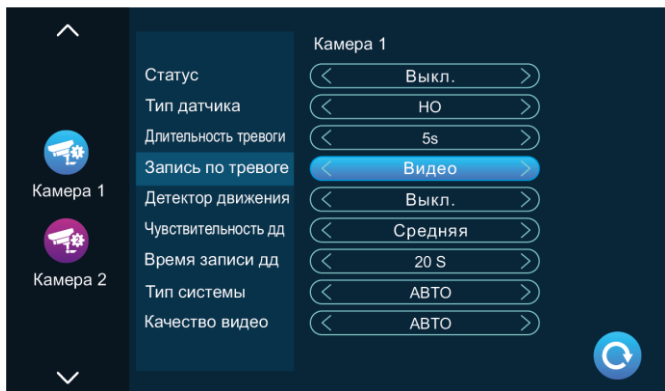 Камера 1
Статус Выкл.
Тип датчика НО
Длительность тревоги 5s
Запись по тревоге Видео
Детектор движения Выкл.
Чувствительность дд Средняя
Время записи дд 20 S
Тип системы АВТО
Качество видео АВТО
Камера 1
Камера 2